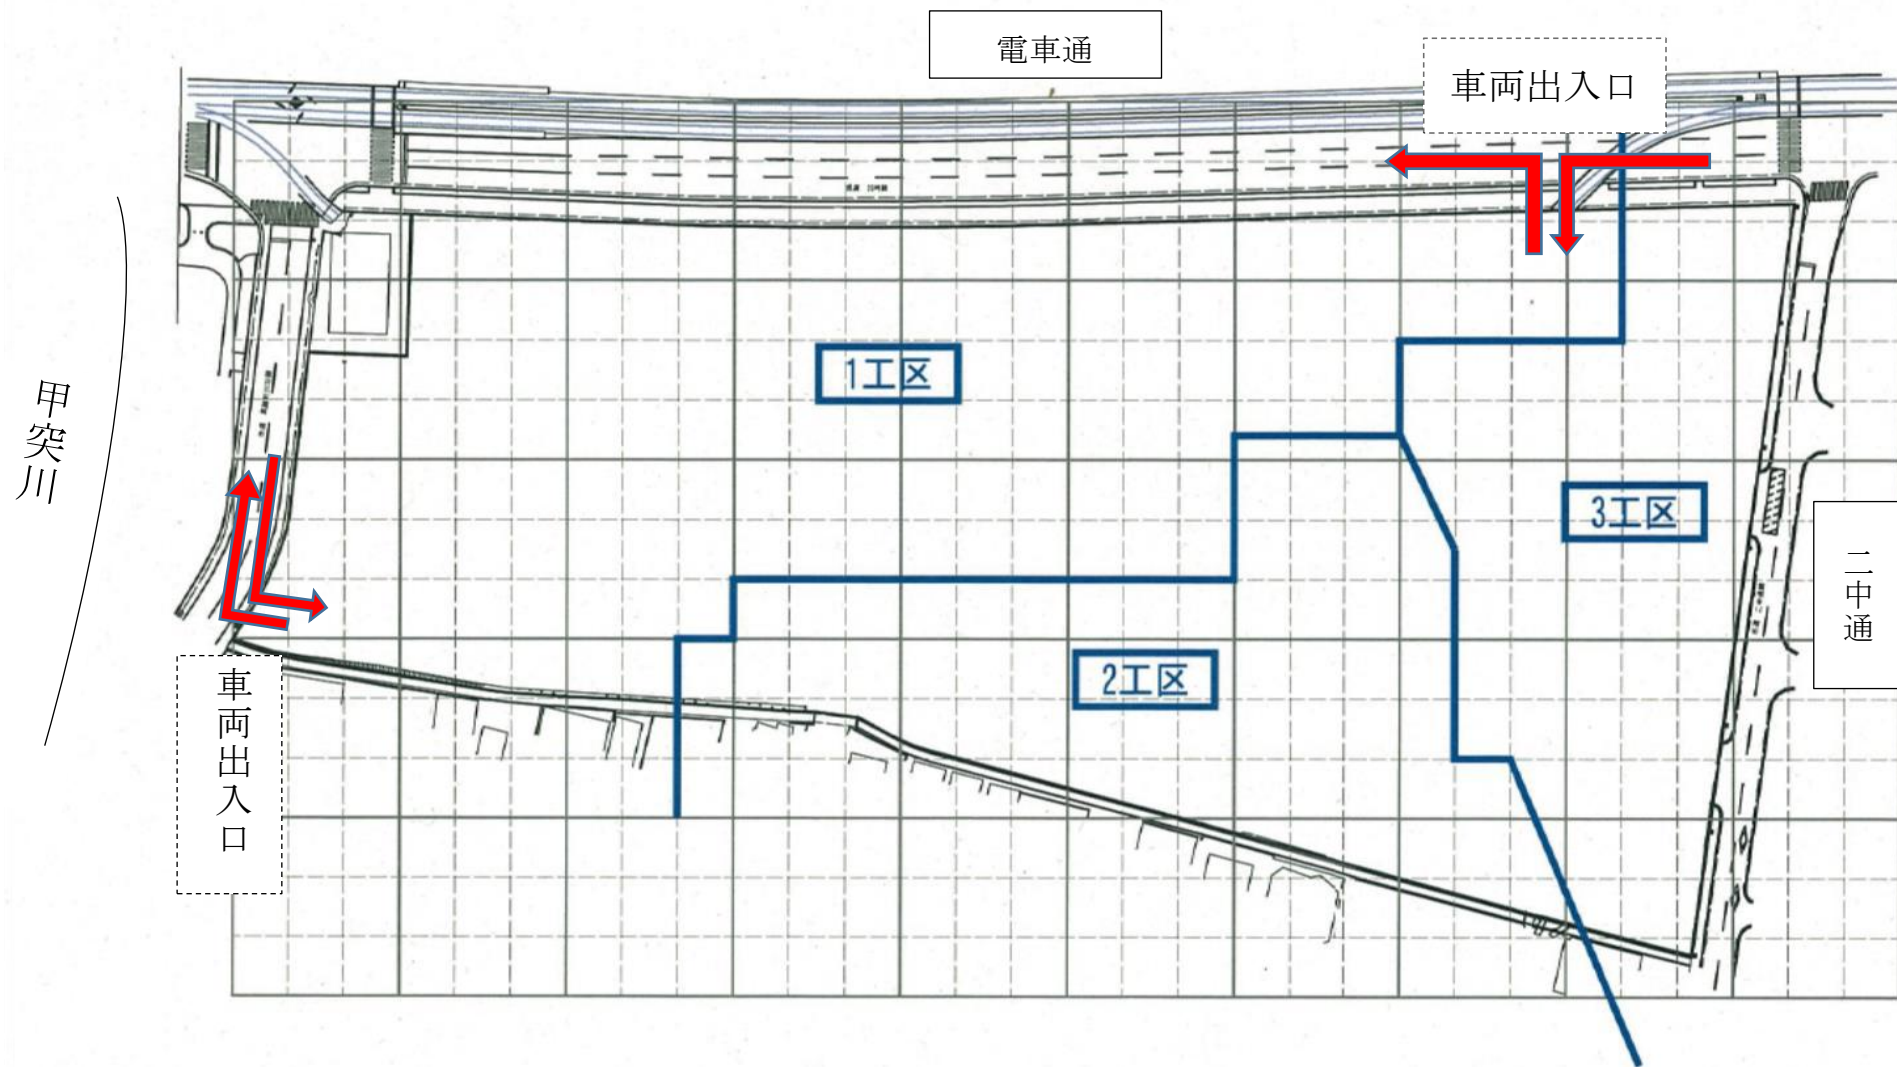 電車通
車両出入口
1工区
甲突川
3工区
二中通
2工区
車両出入口